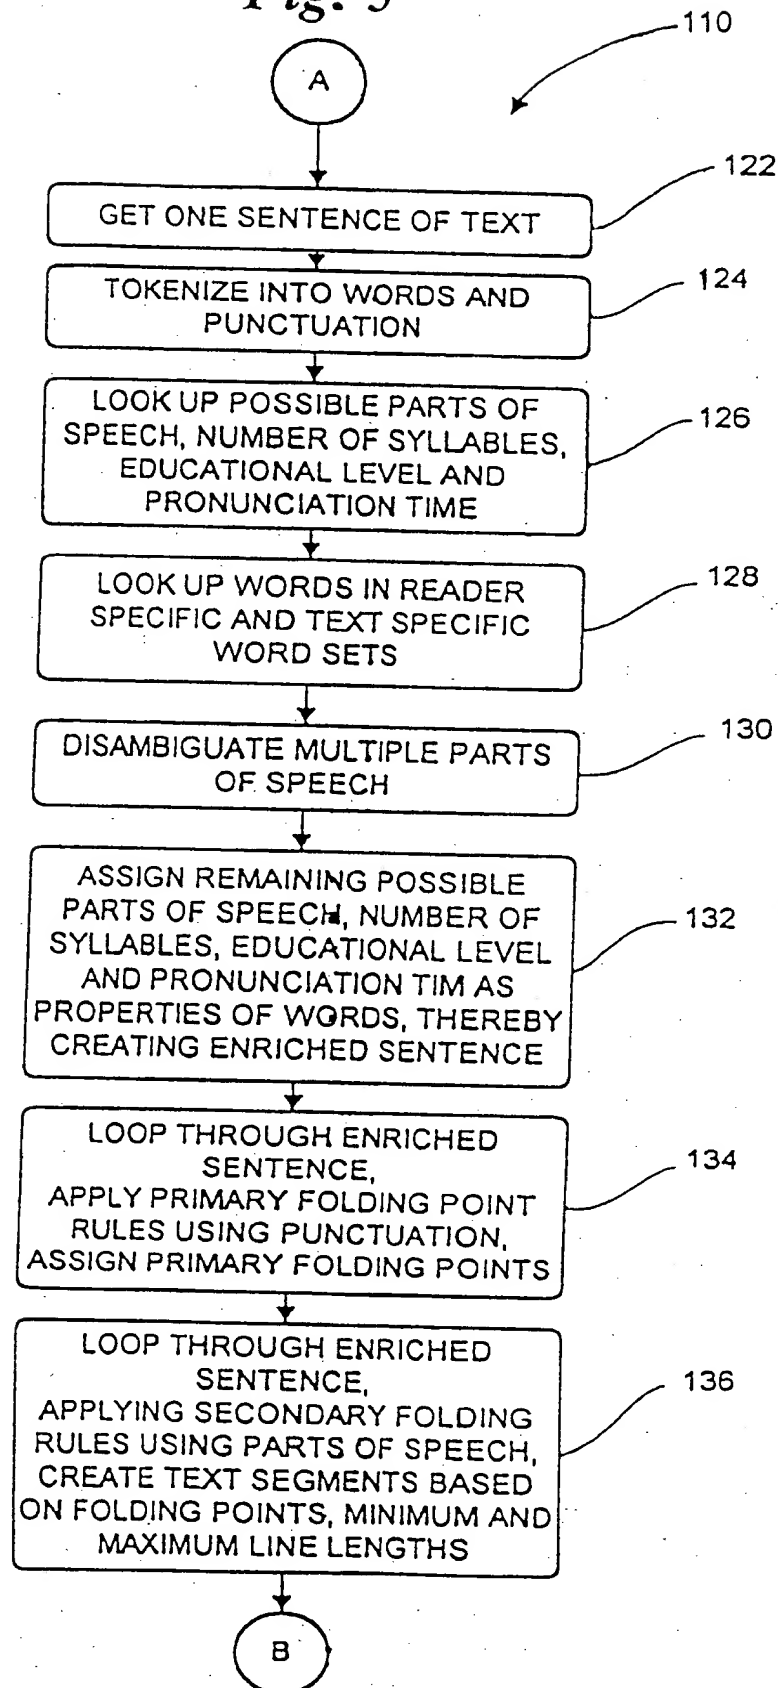 Fig. 5
110
A
122
GET ONE SENTENCE OF TEXT
124
TOKENIZE INTO WORDS AND
PUNCTUATION
126
LOOK UP POSSIBLE PARTS OF
SPEECH, NUMBER OF SYLLABLES,
EDUCATIONAL LEVEL AND
PRONUNCIATION TIME
128
LOOK UP WORDS IN READER
SPECIFIC AND TEXT SPECIFIC
WORD SETS
130
DISAMBIGUATE MULTIPLE PARTS
OF SPEECH
132
ASSIGN REMAINING POSSIBLE
PARTS OF SPEECH, NUMBER OF
SYLLABLES, EDUCATIONAL LEVEL
AND PRONUNCIATION TIM AS
PROPERTIES OF WORDS, THEREBY
CREATING ENRICHED SENTENCE
134
LOOP THROUGH ENRICHED
SENTENCE,
APPLY PRIMARY FOLDING POINT
RULES USING PUNCTUATION,
ASSIGN PRIMARY FOLDING POINTS
136
LOOP THROUGH ENRICHED
SENTENCE,
APPLYING SECONDARY FOLDING
RULES USING PARTS OF SPEECH,
CREATE TEXT SEGMENTS BASED
ON FOLDING POINTS, MINIMUM AND
MAXIMUM LINE LENGTHS
B